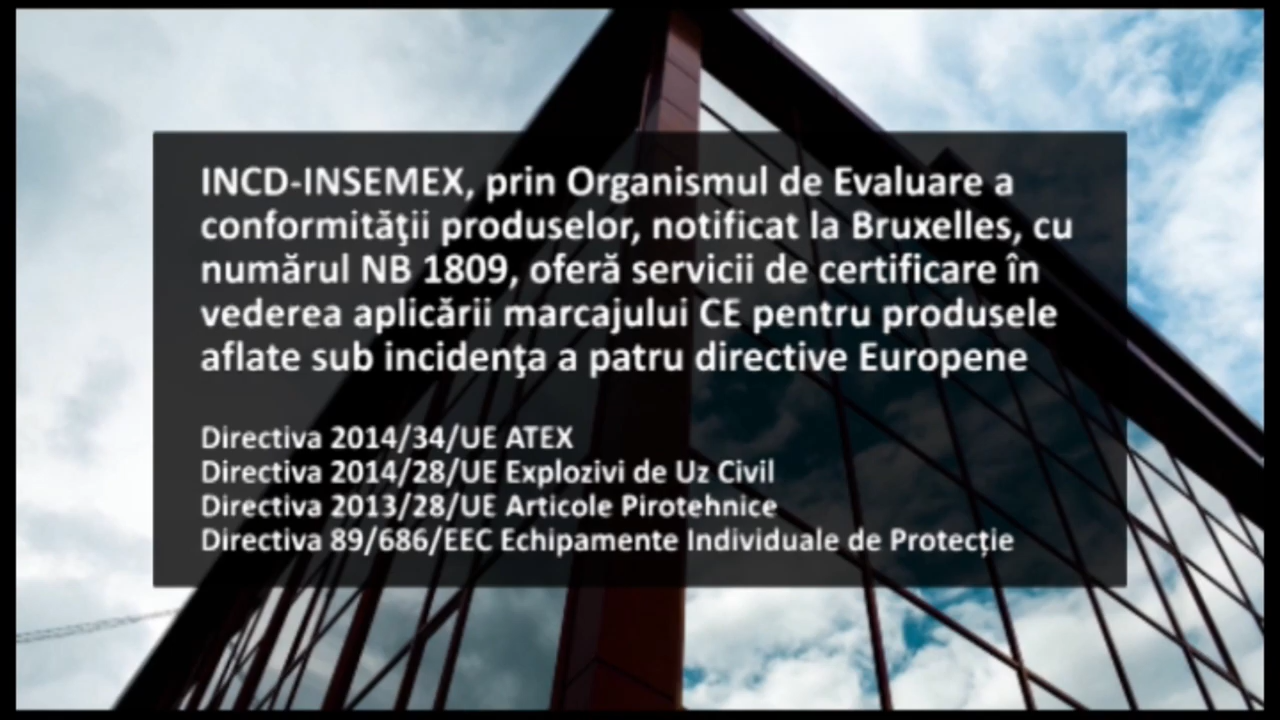 INCD-INSEMEX, prin Organismul de Evaluare a
conformităţii produselor, notificat la Bruxelles, cu
numărul NB 1809, oferă servicii de certificare în
vederea aplicării marcajului CE pentru produsele
aflate sub incidenţa a patru directive Europene
Directiva 2014/34/UE ATEX
Directiva 2014/28/UE Explozivi de Uz Civil
Directiva 2013/28/UE Articole Pirotehnice
Directiva 89/686/EEC Echipamente Individuale de Protecție